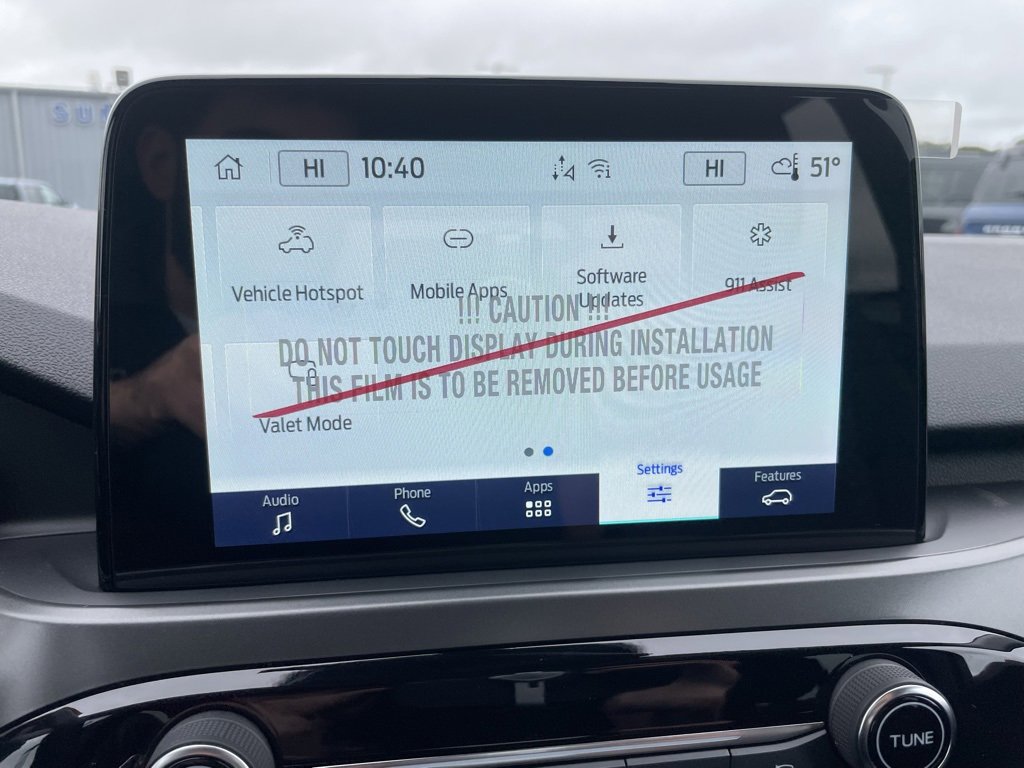 SU
HI 10:40 HI 51°
Vehicle Hotspot
Mobile Apps
Software
Updates
911 Assist
!!! CAUTION !!!
DO NOT TOUCH DISPLAY DURING INSTALLATION
THIS FILM IS TO BE REMOVED BEFORE USAGE
Valet Mode
Audio
Phone
Apps
Settings
Features
TUNE